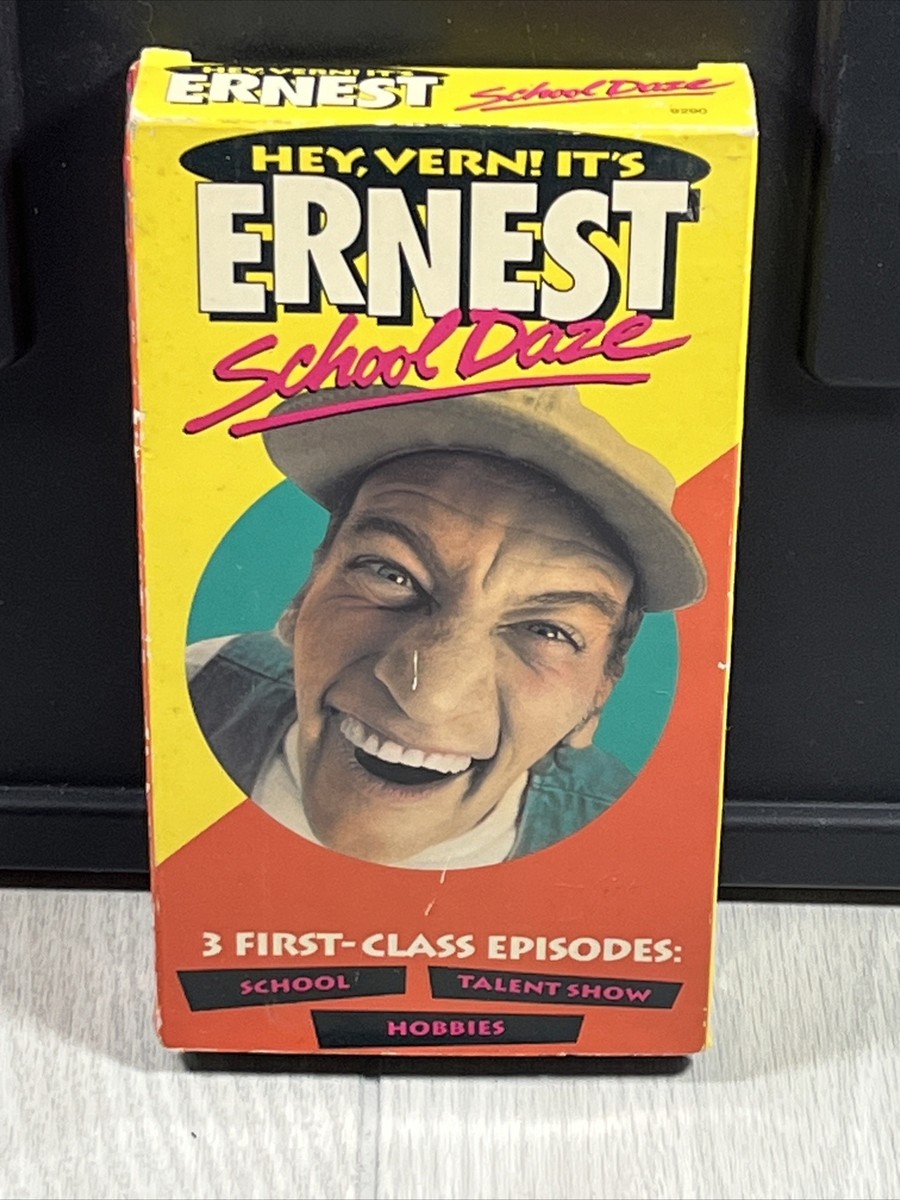 HEY, VERN! IT'S
ERNEST School Daze
9290
HEY, VERN! IT'S
ERNEST
School Daze
3 FIRST-CLASS EPISODES:
SCHOOL TALENT SHOW
HOBBIES